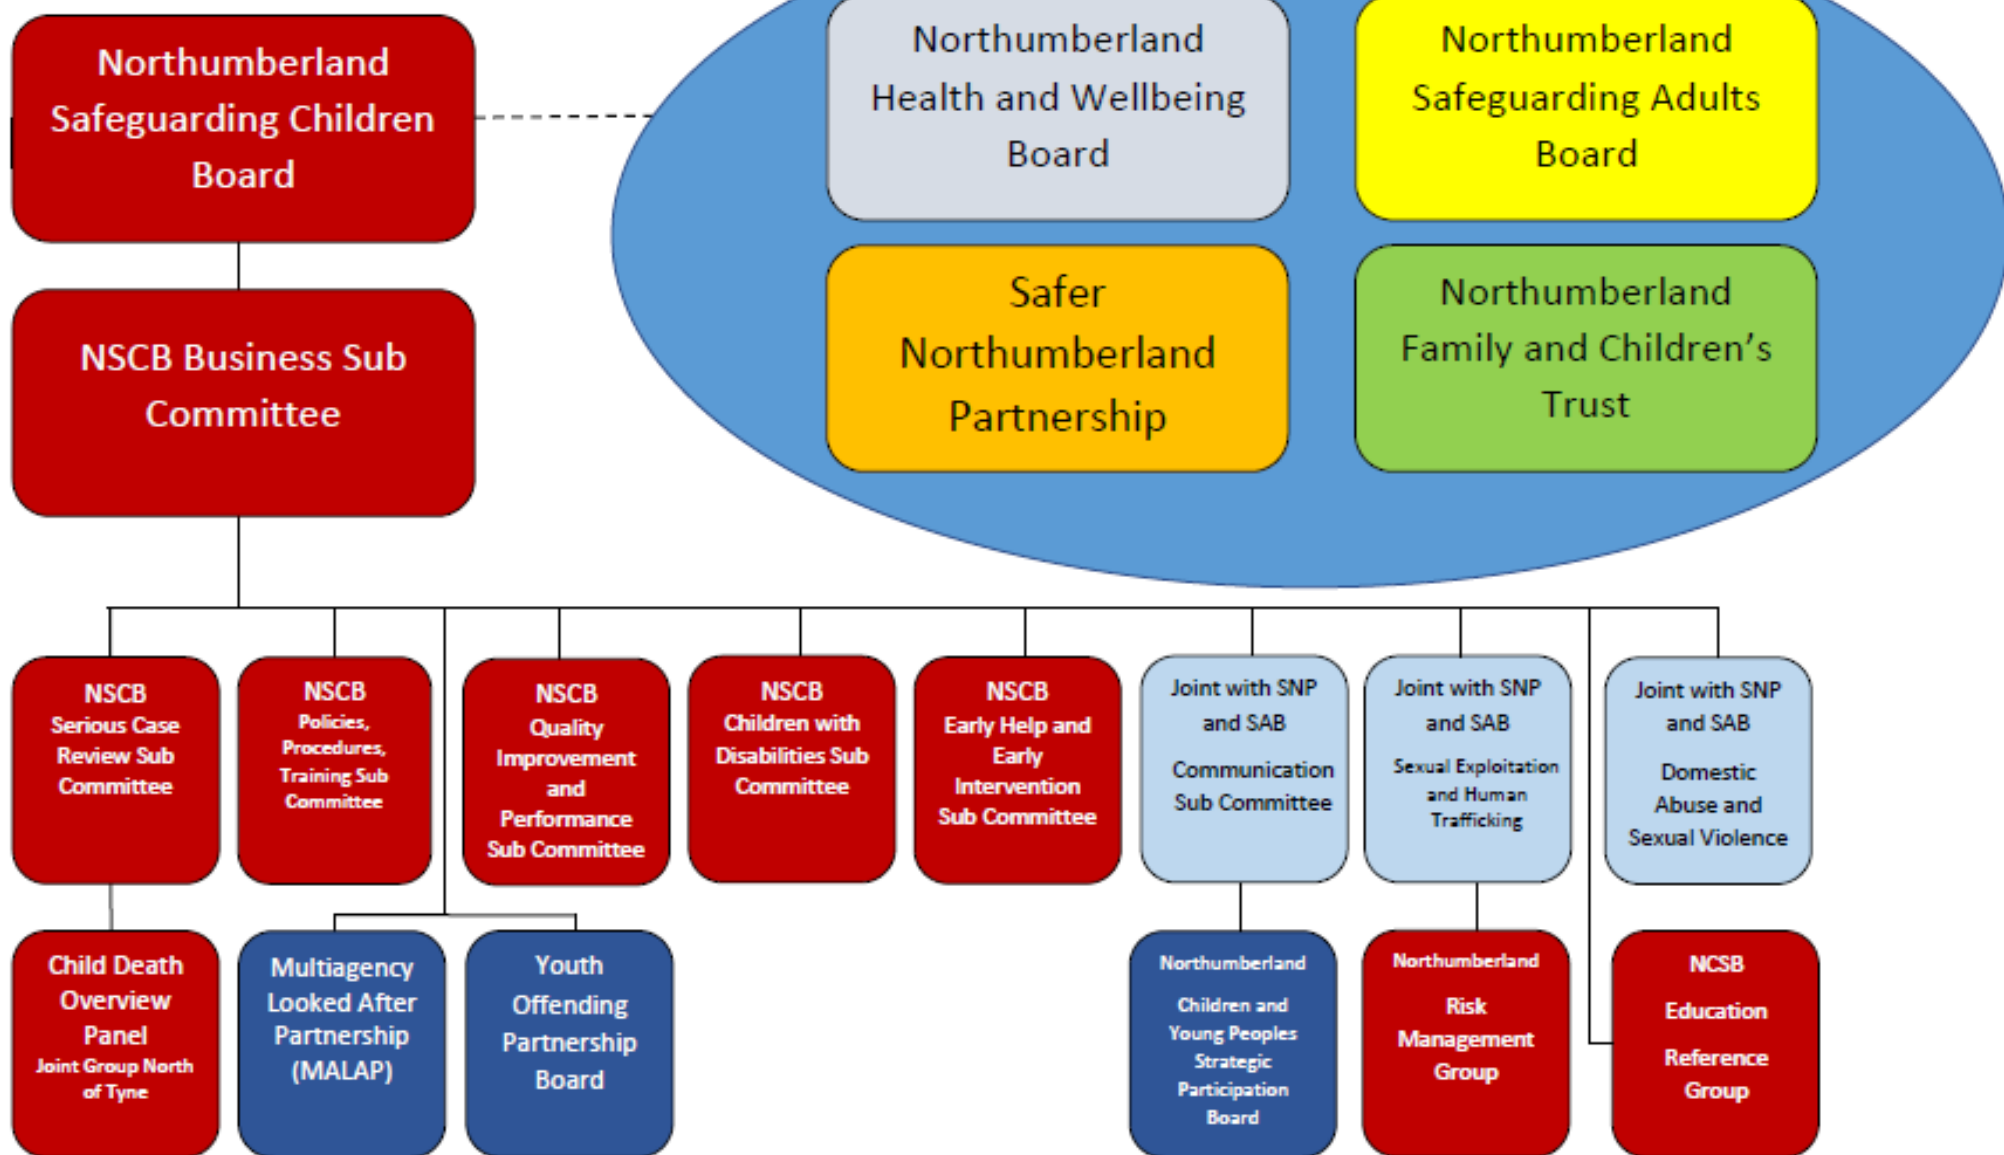 Northumberland
Safeguarding Children
Board
Northumberland
Health and Wellbeing
Board
Northumberland
Safeguarding Adults
Board
NSCB Business Sub
Committee
Safer
Northumberland
Partnership
Northumberland
Family and Children’s
Trust
NSCB
Serious Case
Review Sub
Committee
NSCB
Policies,
Procedures,
Training Sub
Committee
NSCB
Quality
Improvement
and
Performance
Sub Committee
NSCB
Children with
Disabilities Sub
Committee
NSCB
Early Help and
Early
Intervention
Sub Committee
Joint with SNP
and SAB
Communication
Sub Committee
Joint with SNP
and SAB
Sexual Exploitation
and Human
Trafficking
Joint with SNP
and SAB
Domestic
Abuse and
Sexual Violence
Child Death
Overview
Panel
Joint Group North
of Tyne
Multiagency
Looked After
Partnership
(MALAP)
Youth
Offending
Partnership
Board
Northumberland
Children and
Young Peoples
Strategic
Participation
Board
Northumberland
Risk
Management
Group
NCSB
Education
Reference
Group